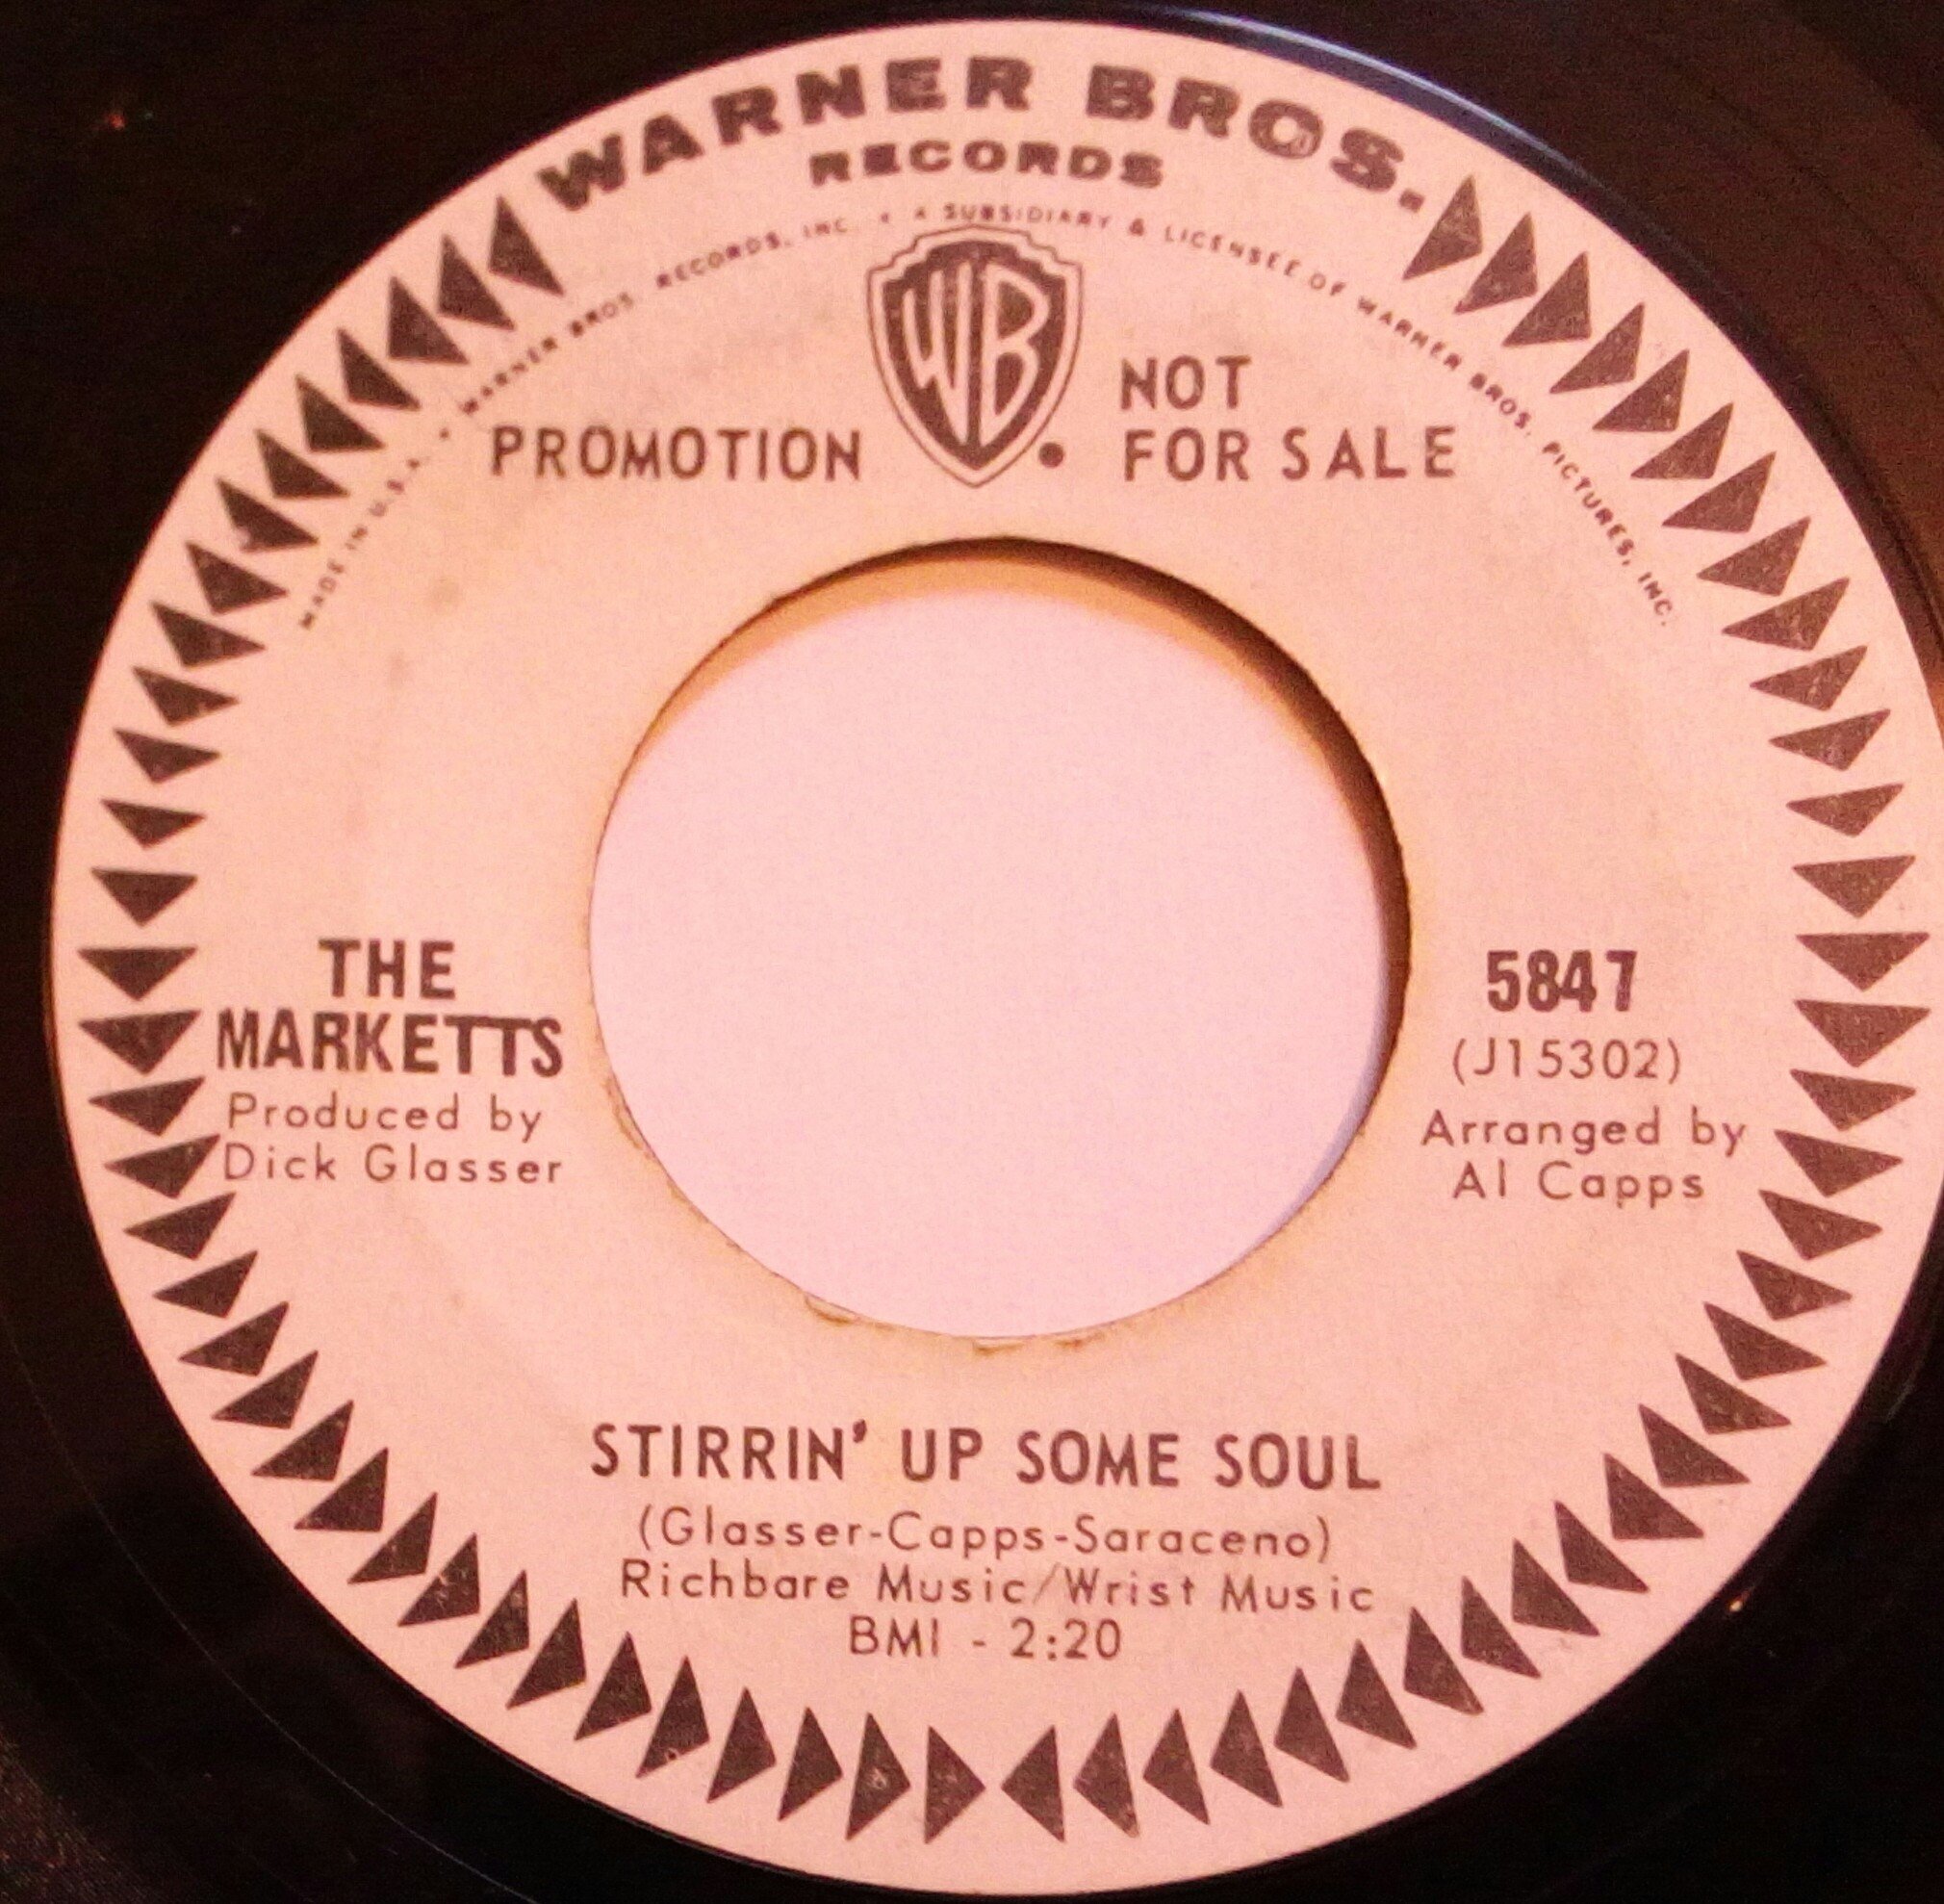 WARNER BROS.
RECORDS
MADE IN U.S.A. • WARNER BROS. RECORDS, INC. • A SUBSIDIARY & LICENSEE OF WARNER BROS. PICTURES, INC.
WB
PROMOTION • NOT
FOR SALE
THE
MARKETTS
Produced by
Dick Glasser
5847
(J15302)
Arranged by
Al Capps
STIRRIN' UP SOME SOUL
(Glasser-Capps-Saraceno)
Richbare Music/Wrist Music
BMI - 2:20